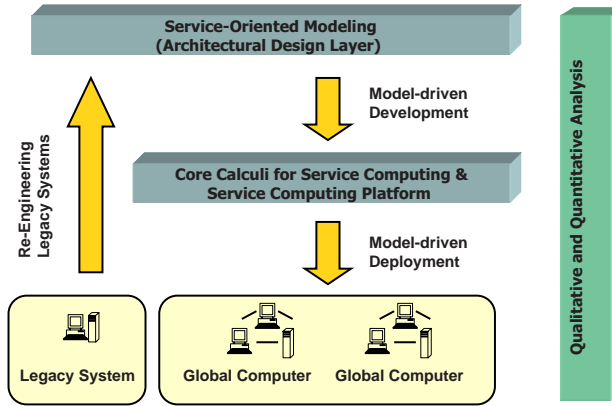 Service-Oriented Modeling
(Architectural Design Layer)
Model-driven
Development
Re-Engineering
Legacy Systems
Core Calculi for Service Computing &
Service Computing Platform
Model-driven
Deployment
Legacy System
Global Computer
Global Computer
Qualitative and Quantitative Analysis